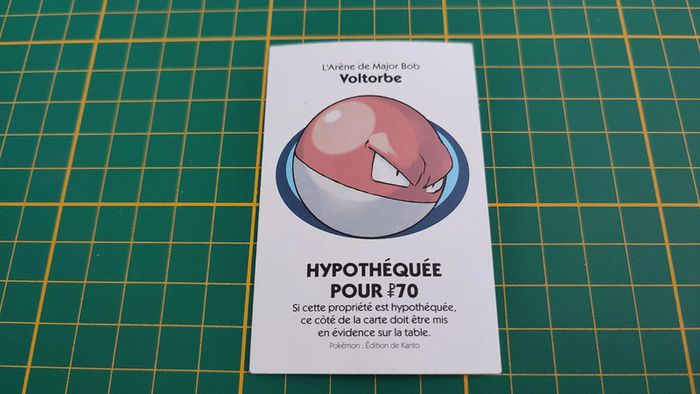 L'Arène de Major Bob
Voltorbe
HYPOTHÉQUÉE
POUR ₽70
Si cette propriété est hypothéquée,
ce côté de la carte doit être mis
en évidence sur la table.
Pokémon : Édition de Kanto